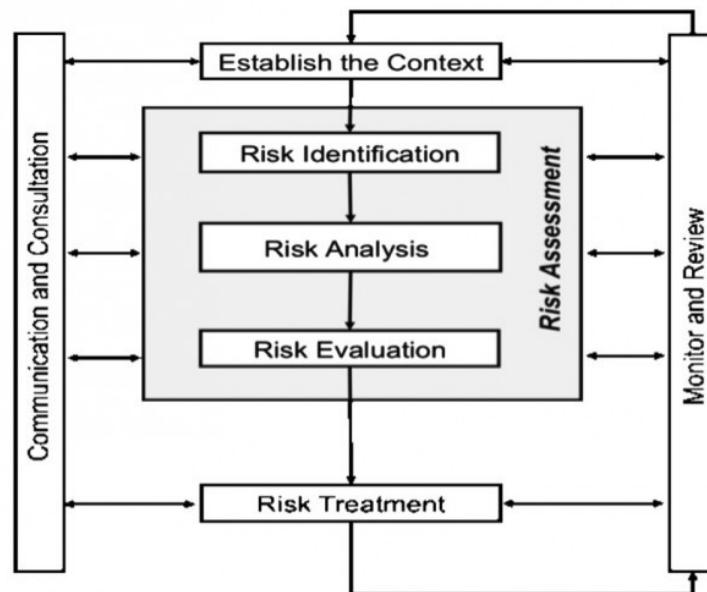 Establish the Context
Communication and Consultation
Risk Identification
Risk Analysis
Risk Evaluation
Risk Assessment
Monitor and Review
Risk Treatment